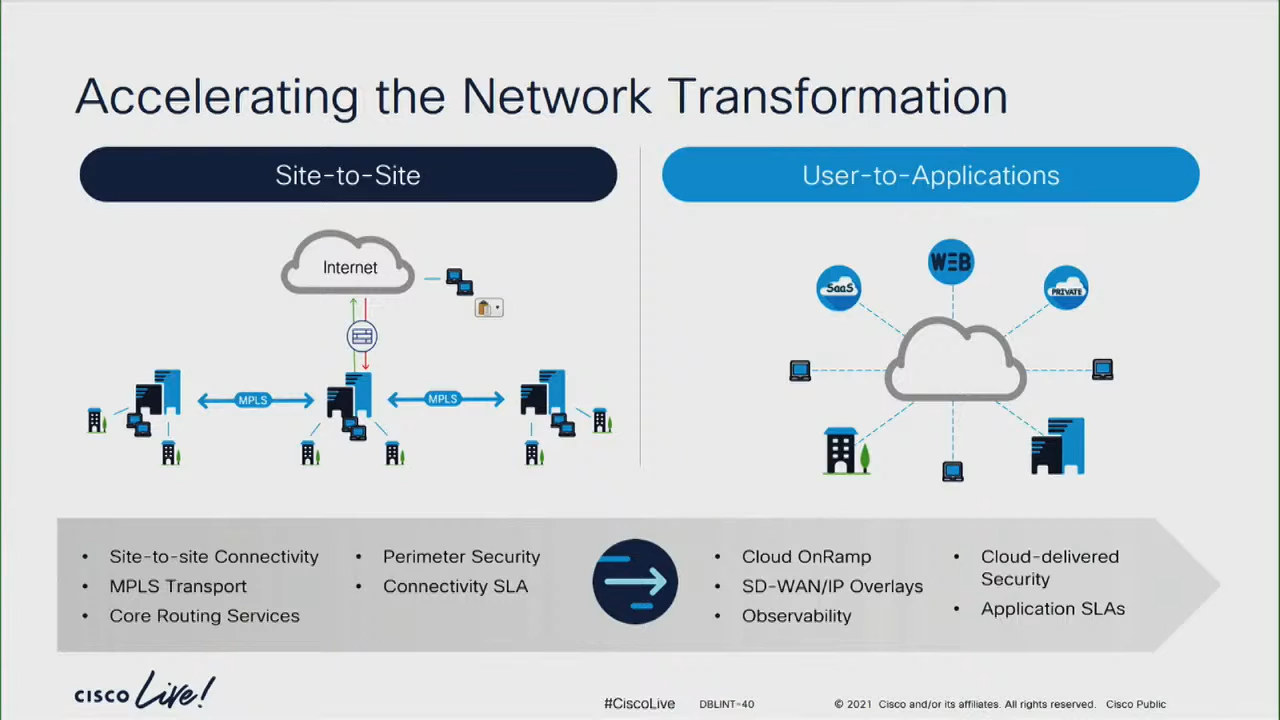 Accelerating the Network Transformation
Site-to-Site
User-to-Applications
Internet
MPLS
MPLS
WEB
SaaS
PRIVATE
• Site-to-site Connectivity
• MPLS Transport
• Core Routing Services
• Perimeter Security
• Connectivity SLA
• Cloud OnRamp
• SD-WAN/IP Overlays
• Observability
• Cloud-delivered
Security
• Application SLAs
CISCO Live!
#CiscoLive
DBLINT-40
© 2021 Cisco and/or its affiliates. All rights reserved. Cisco Public